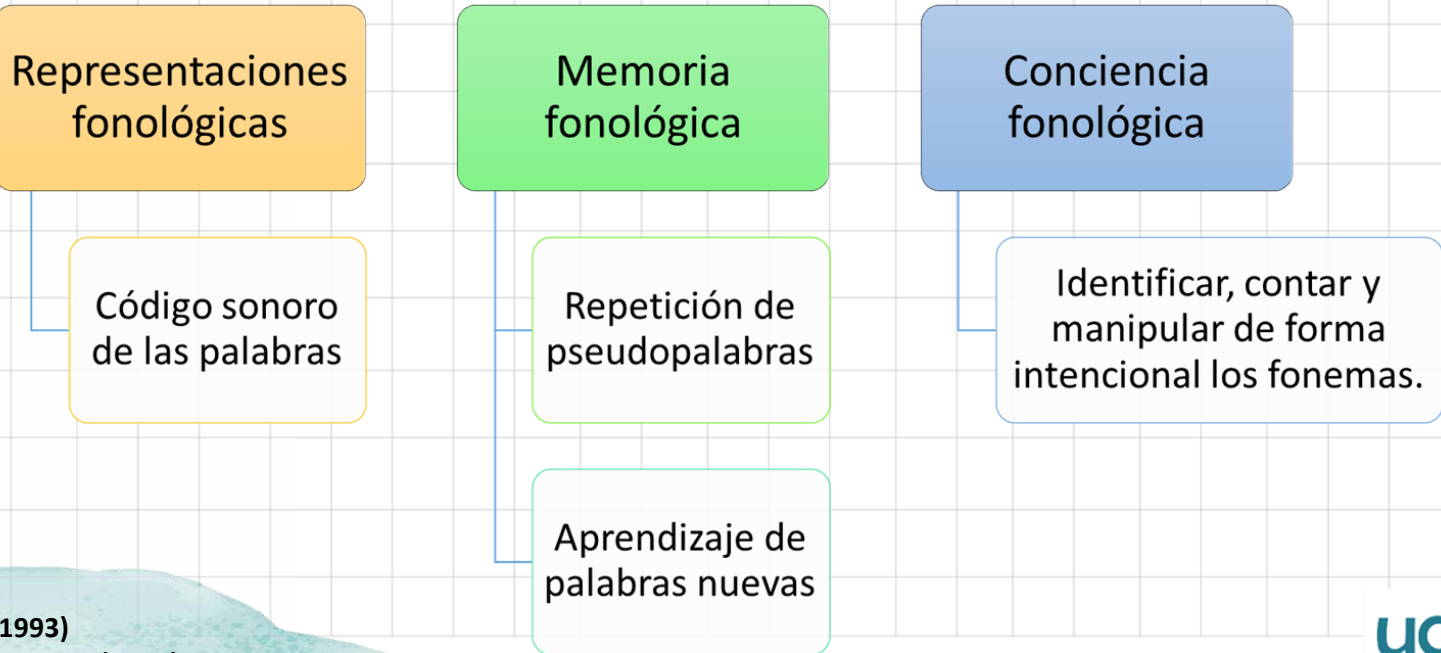 Representaciones
fonológicas
Código sonoro
de las palabras
Memoria
fonológica
Repetición de
pseudopalabras
Aprendizaje de
palabras nuevas
Conciencia
fonológica
Identificar, contar y
manipular de forma
intencional los fonemas.
1993)